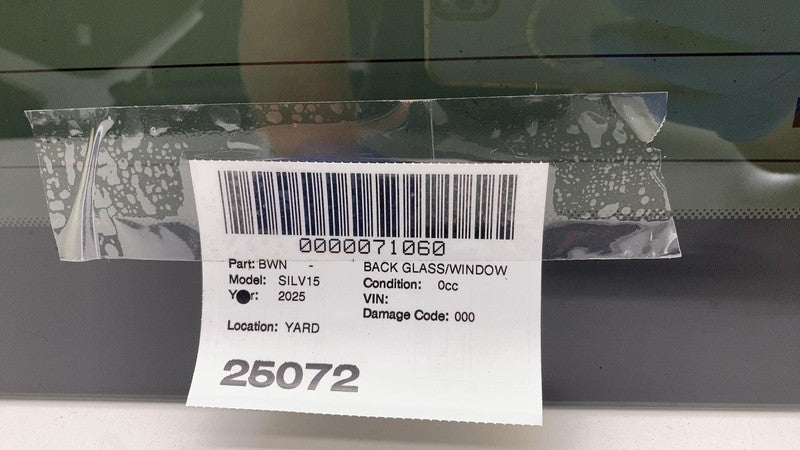 0000071060
Part: BWN - BACK GLASS/WINDOW
Model: SILV15 Condition: 0cc
Year: 2025 VIN:
Damage Code: 000
Location: YARD
25072